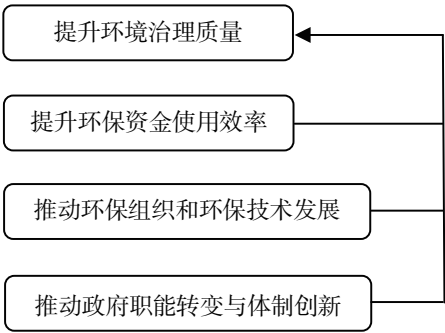 提升环境治理质量
提升环保资金使用效率
推动环保组织和环保技术发展
推动政府职能转变与体制创新